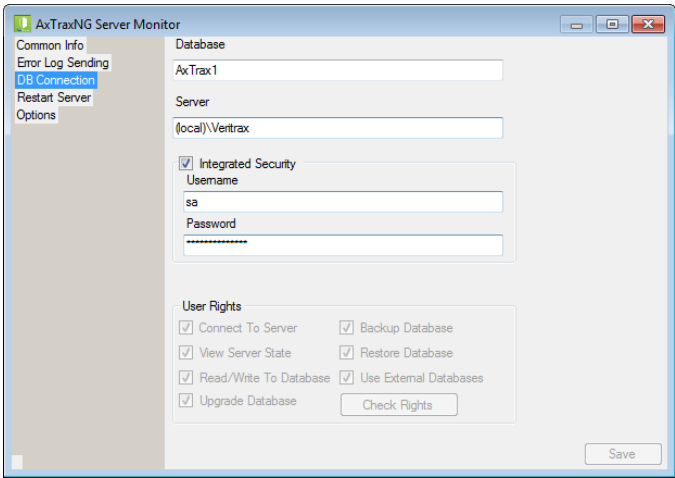 AxTraxNG Server Monitor
Common Info
Error Log Sending
DB Connection
Restart Server
Options
Database
AxTrax1
Server
(local)\Veritrax
Integrated Security
Username
sa
Password
**************
User Rights
Connect To Server
Backup Database
View Server State
Restore Database
Read/Write To Database
Use External Databases
Upgrade Database
Check Rights
Save